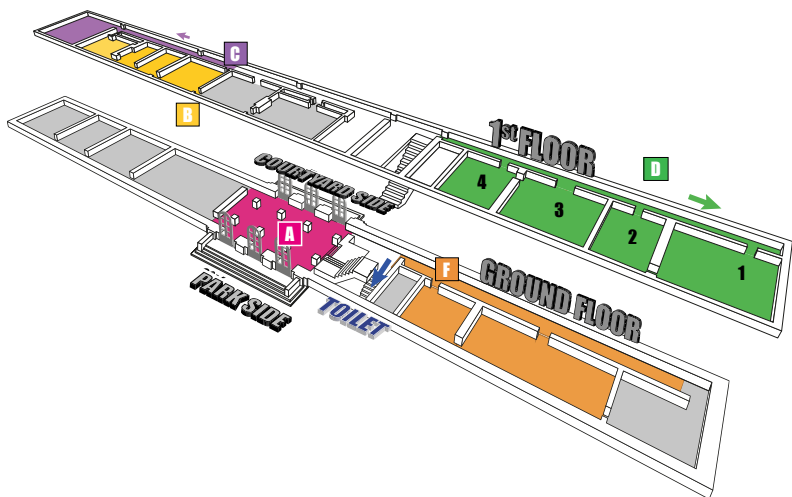 C
B
1st FLOOR
D
COURTYARD SIDE
4
3
2
1
A
F
GROUND FLOOR
PARK SIDE
TOILET